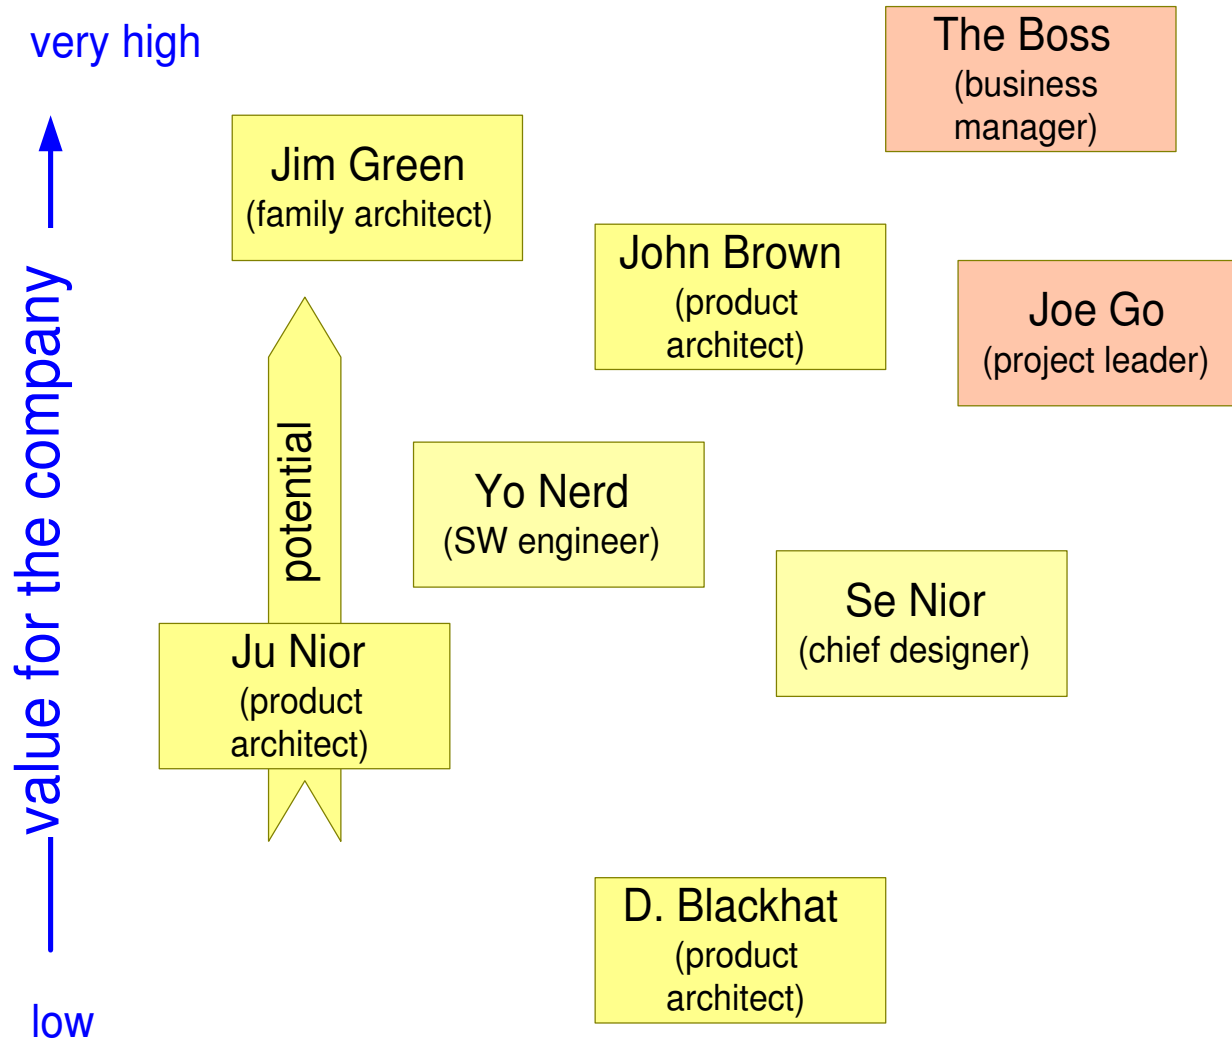 very high
The Boss
(business
manager)
Jim Green
(family architect)
John Brown
(product
architect)
Joe Go
(project leader)
value for the company
potential
Yo Nerd
(SW engineer)
Se Nior
(chief designer)
Ju Nior
(product
architect)
D. Blackhat
(product
architect)
low